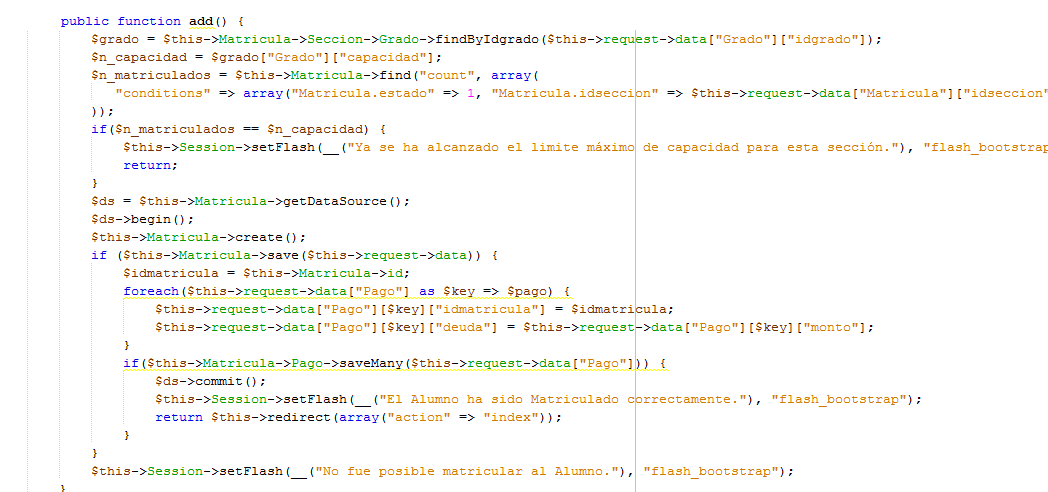 public function add() {
$grado = $this->Matricula->Seccion->Grado->findByIdgrado($this->request->data["Grado"]["idgrado"]);
$n_capacidad = $grado["Grado"]["capacidad"];
$n_matriculados = $this->Matricula->find("count", array(
"conditions" => array("Matricula.estado" => 1, "Matricula.idseccion" => $this->request->data["Matricula"]["idseccion"
));
if($n_matriculados == $n_capacidad) {
$this->Session->setFlash(__("Ya se ha alcanzado el limite máximo de capacidad para esta sección."), "flash_bootstrap
return;
}
$ds = $this->Matricula->getDataSource();
$ds->begin();
$this->Matricula->create();
if ($this->Matricula->save($this->request->data)) {
$idmatricula = $this->Matricula->id;
foreach($this->request->data["Pago"] as $key => $pago) {
$this->request->data["Pago"][$key]["idmatricula"] = $idmatricula;
$this->request->data["Pago"][$key]["deuda"] = $this->request->data["Pago"][$key]["monto"];
}
if($this->Matricula->Pago->saveMany($this->request->data["Pago"])) {
$ds->commit();
$this->Session->setFlash(__("El Alumno ha sido Matriculado correctamente."), "flash_bootstrap");
return $this->redirect(array("action" => "index"));
}
}
$this->Session->setFlash(__("No fue posible matricular al Alumno."), "flash_bootstrap");
}